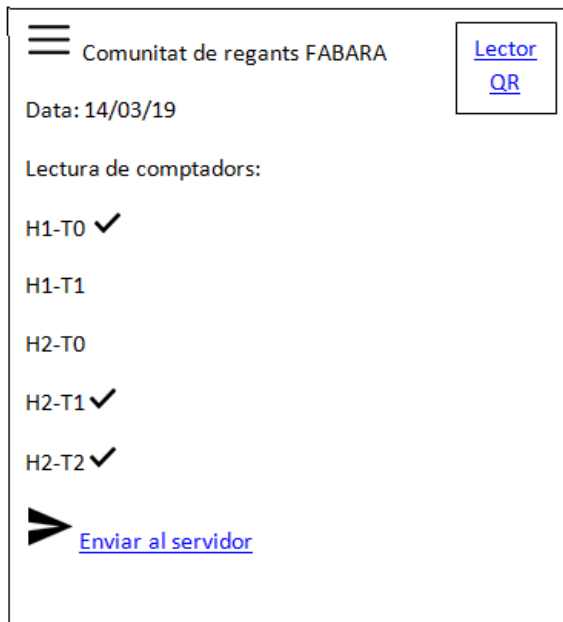 Comunitat de regants FABARA
Lector
QR
Data: 14/03/19
Lectura de comptadors:
H1-T0
H1-T1
H2-T0
H2-T1
H2-T2
Enviar al servidor